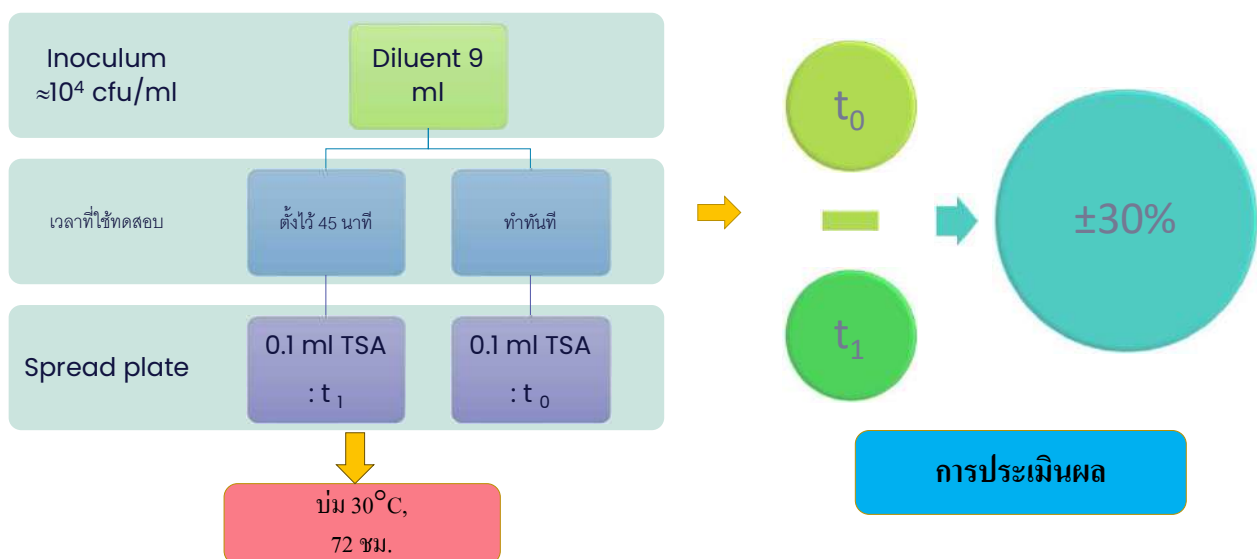 Inoculum
≈10⁴ cfu/ml
Diluent 9
ml
เวลาที่ใช้ทดสอบ
ตั้งไว้ 45 นาที
ทำทันที
Spread plate
0.1 ml TSA
: t ₁
0.1 ml TSA
: t ₀
บ่ม 30°C,
72 ชม.
t₀
t₁
±30%
การประเมินผล